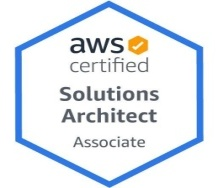 aws
certified
Solutions
Architect
Associate